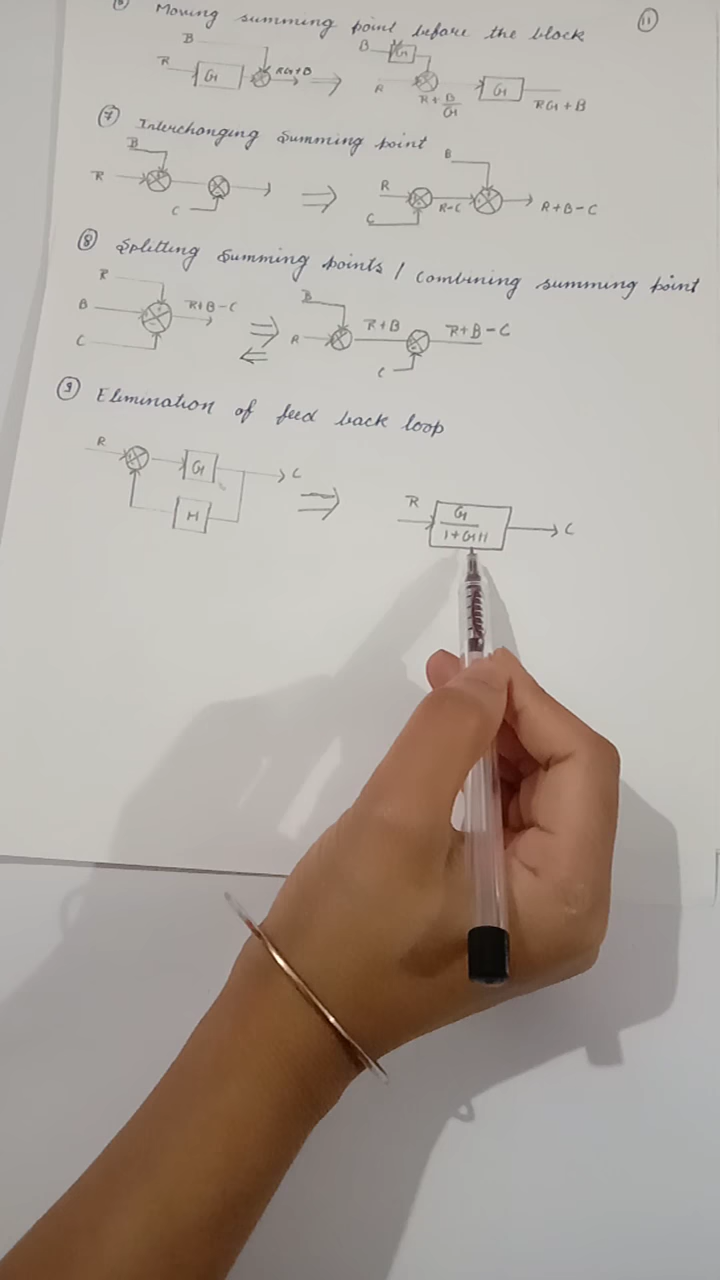 Moving summing point before the block
11
B
R G1 RG1+B ⇒ B 1/G1 R R+B/G1 G1 RG1+B
7 Interchanging summing point
B
R C ⇒ B R C R-C R+B-C
8 Splitting summing points / combining summing point
R
B R+B-C
C
⇒ ⇐ B R R+B C R+B-C
9 Elimination of feed back loop
R G1 C
H
⇒ R G1/1+G1H C